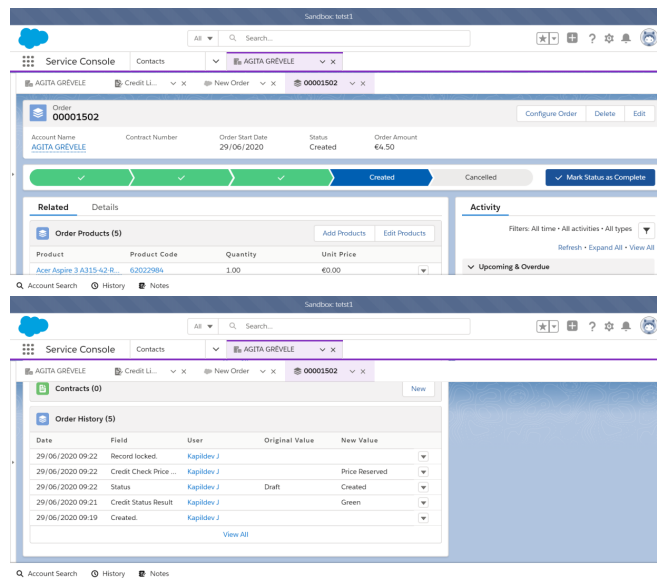 Sandbox: tetst1
All Search...
Service Console Contacts AGITA GRĒVELE
AGITA GRĒVELE Credit Li... New Order 00001502
Order
00001502
Configure Order Delete Edit
Account Name Contract Number Order Start Date Status Order Amount
AGITA GRĒVELE 29/06/2020 Created €4.50
Created Cancelled Mark Status as Complete
Related Details
Activity
Order Products (5) Add Products Edit Products
Filters: All time • All activities • All types
Refresh • Expand All • View All
Product Product Code Quantity Unit Price
Acer Aspire 3 A315-42-R... 62022984 1.00 €0.00
Upcoming & Overdue
Account Search History Notes
Sandbox: tetst1
All Search...
Service Console Contacts AGITA GRĒVELE
AGITA GRĒVELE Credit Li... New Order 00001502
Contracts (0) New
Order History (5)
Date Field User Original Value New Value
29/06/2020 09:22 Record locked. Kapildev J
29/06/2020 09:22 Credit Check Price ... Kapildev J Price Reserved
29/06/2020 09:22 Status Kapildev J Draft Created
29/06/2020 09:21 Credit Status Result Kapildev J Green
29/06/2020 09:19 Created. Kapildev J
View All
Account Search History Notes